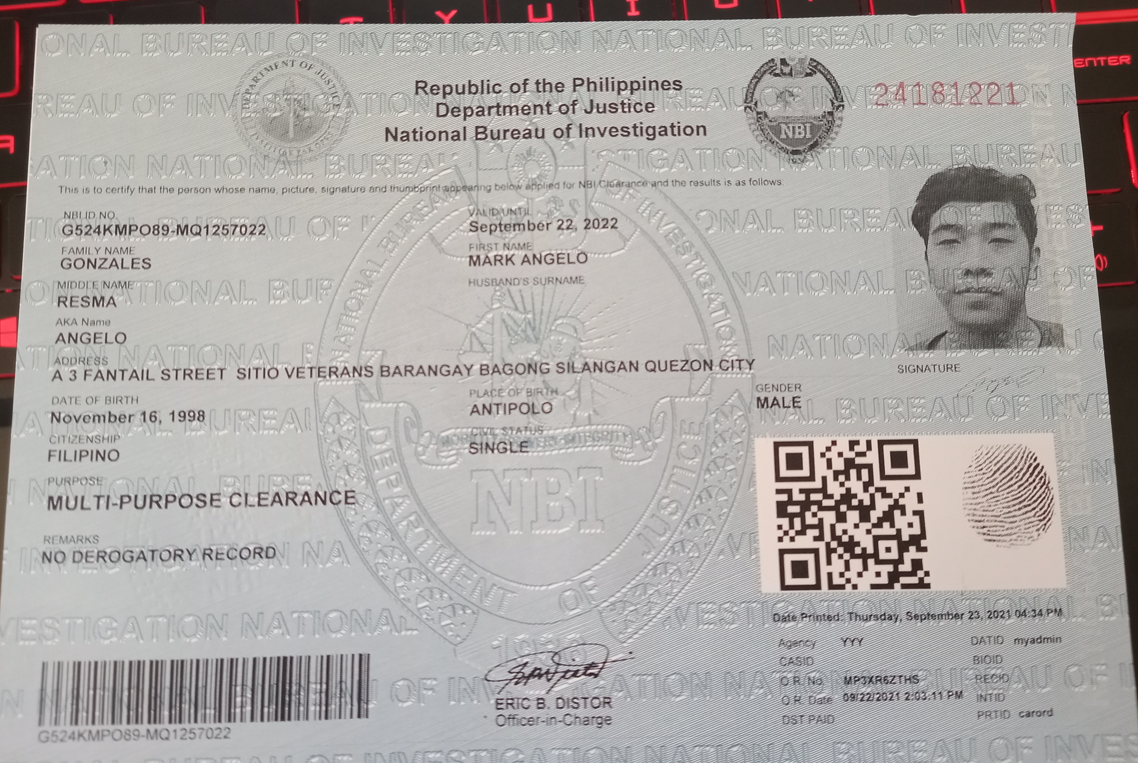 T Y U I O
ENTER
Republic of the Philippines
Department of Justice
National Bureau of Investigation
DEPARTMENT OF JUSTICE
NBI
24181221
This is to certify that the person whose name, picture, signature and thumbprint appearing below applied for NBI Clearance and the results is as follows:
NBI ID NO.
G524KMPO89-MQ1257022
VALID UNTIL
September 22, 2022
FAMILY NAME
GONZALES
FIRST NAME
MARK ANGELO
MIDDLE NAME
RESMA
HUSBAND'S SURNAME
AKA Name
ANGELO
ADDRESS
A 3 FANTAIL STREET SITIO VETERANS BARANGAY BAGONG SILANGAN QUEZON CITY
SIGNATURE
DATE OF BIRTH
November 16, 1998
PLACE OF BIRTH
ANTIPOLO
GENDER
MALE
CITIZENSHIP
FILIPINO
CIVIL STATUS
SINGLE
PURPOSE
MULTI-PURPOSE CLEARANCE
REMARKS
NO DEROGATORY RECORD
NATIONAL BUREAU OF INVESTIGATION
NBI
DEPARTMENT OF JUSTICE
Date Printed: Thursday, September 23, 2021 04:34 PM
Agency YYY DATID myadmin
CASID BIOID
O.R. No. MP3XR6ZTHS RECID
O.R. Date 09/22/2021 2:03:11 PM INTID
DST PAID PRTID carord
ERIC B. DISTOR
Officer-in-Charge
G524KMPO89-MQ1257022